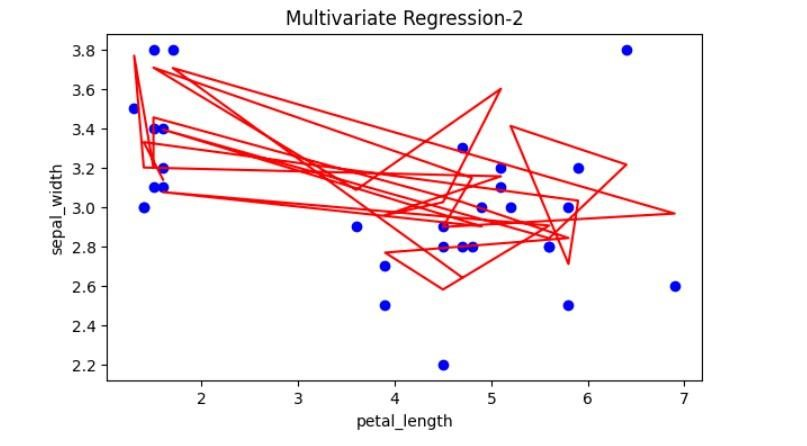 Multivariate Regression-2
3.8
3.6
3.4
3.2
3.0
2.8
2.6
2.4
2.2
sepal_width
2 3 4 5 6 7
petal_length